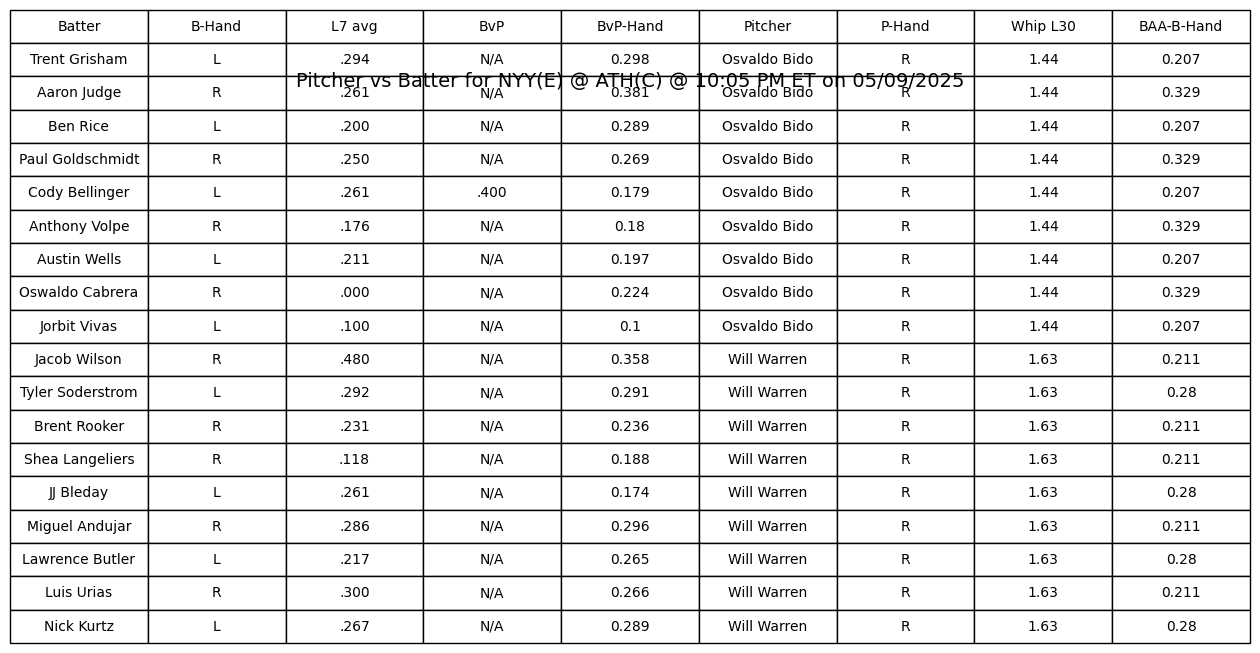 Batter B-Hand L7 avg BvP BvP-Hand Pitcher P-Hand Whip L30 BAA-B-Hand
Trent Grisham L .294 N/A 0.298 Osvaldo Bido R 1.44 0.207
Pitcher vs Batter for NYY(E) @ ATH(C) @ 10:05 PM ET on 05/09/2025
Aaron Judge R .261 N/A 0.381 Osvaldo Bido R 1.44 0.329
Ben Rice L .200 N/A 0.289 Osvaldo Bido R 1.44 0.207
Paul Goldschmidt R .250 N/A 0.269 Osvaldo Bido R 1.44 0.329
Cody Bellinger L .261 .400 0.179 Osvaldo Bido R 1.44 0.207
Anthony Volpe R .176 N/A 0.18 Osvaldo Bido R 1.44 0.329
Austin Wells L .211 N/A 0.197 Osvaldo Bido R 1.44 0.207
Oswaldo Cabrera R .000 N/A 0.224 Osvaldo Bido R 1.44 0.329
Jorbit Vivas L .100 N/A 0.1 Osvaldo Bido R 1.44 0.207
Jacob Wilson R .480 N/A 0.358 Will Warren R 1.63 0.211
Tyler Soderstrom L .292 N/A 0.291 Will Warren R 1.63 0.28
Brent Rooker R .231 N/A 0.236 Will Warren R 1.63 0.211
Shea Langeliers R .118 N/A 0.188 Will Warren R 1.63 0.211
JJ Bleday L .261 N/A 0.174 Will Warren R 1.63 0.28
Miguel Andujar R .286 N/A 0.296 Will Warren R 1.63 0.211
Lawrence Butler L .217 N/A 0.265 Will Warren R 1.63 0.28
Luis Urias R .300 N/A 0.266 Will Warren R 1.63 0.211
Nick Kurtz L .267 N/A 0.289 Will Warren R 1.63 0.28